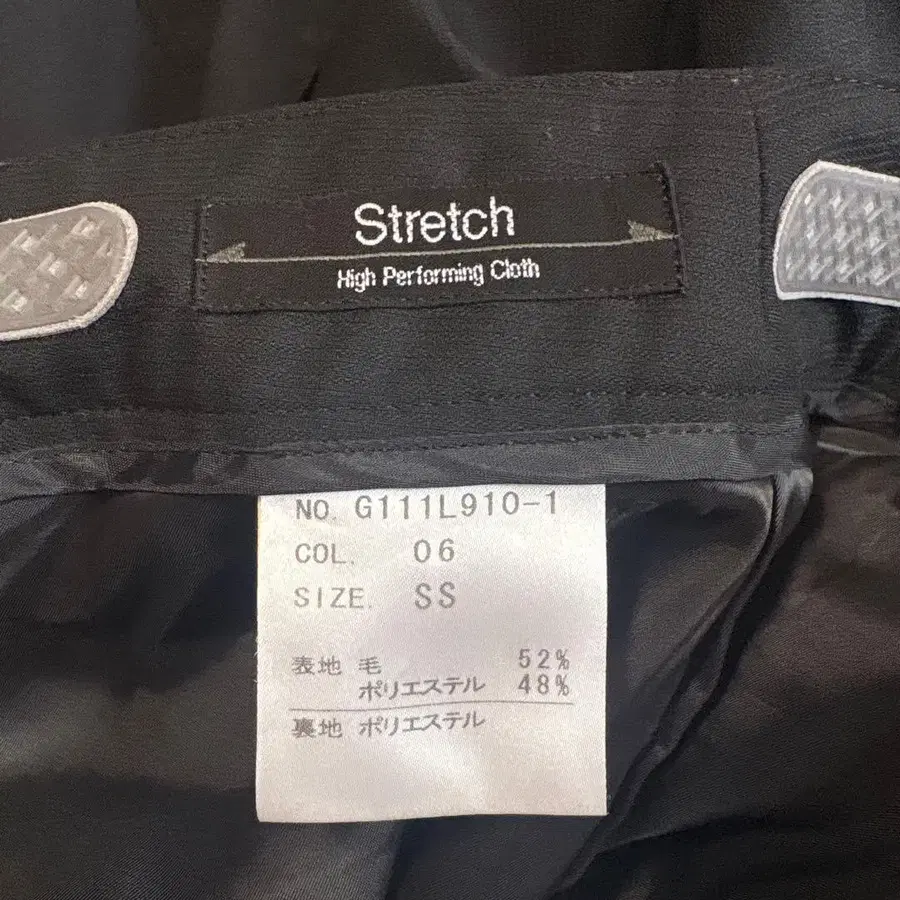 Stretch
High Performing Cloth
NO. G111L910-1
COL. 06
SIZE. SS
表地 毛 52%
ポリエステル 48%
裏地 ポリエステル